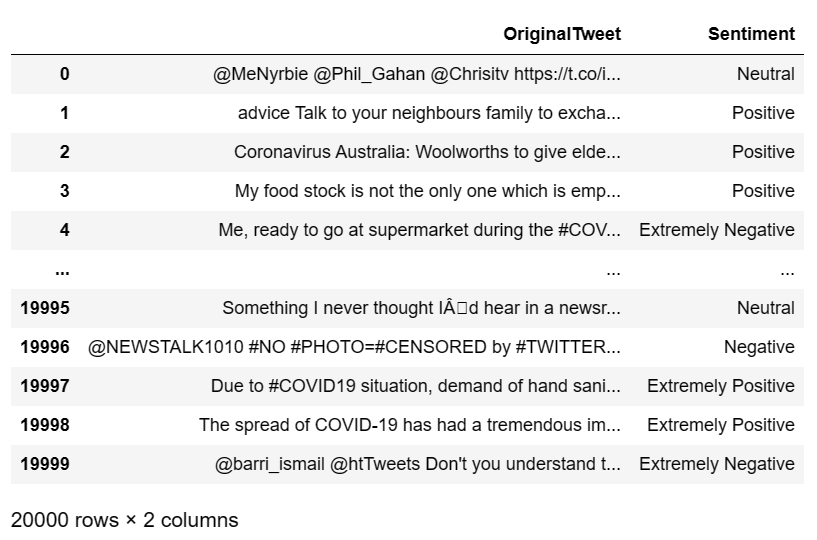 OriginalTweet Sentiment
0 @MeNyrbie @Phil_Gahan @Chrisitv https://t.co/i... Neutral
1 advice Talk to your neighbours family to excha... Positive
2 Coronavirus Australia: Woolworths to give elde... Positive
3 My food stock is not the only one which is emp... Positive
4 Me, ready to go at supermarket during the #COV... Extremely Negative
... ... ...
19995 Something I never thought IÂ�d hear in a newsr... Neutral
19996 @NEWSTALK1010 #NO #PHOTO=#CENSORED by #TWITTER... Negative
19997 Due to #COVID19 situation, demand of hand sani... Extremely Positive
19998 The spread of COVID-19 has had a tremendous im... Extremely Positive
19999 @barri_ismail @htTweets Don't you understand t... Extremely Negative
20000 rows × 2 columns